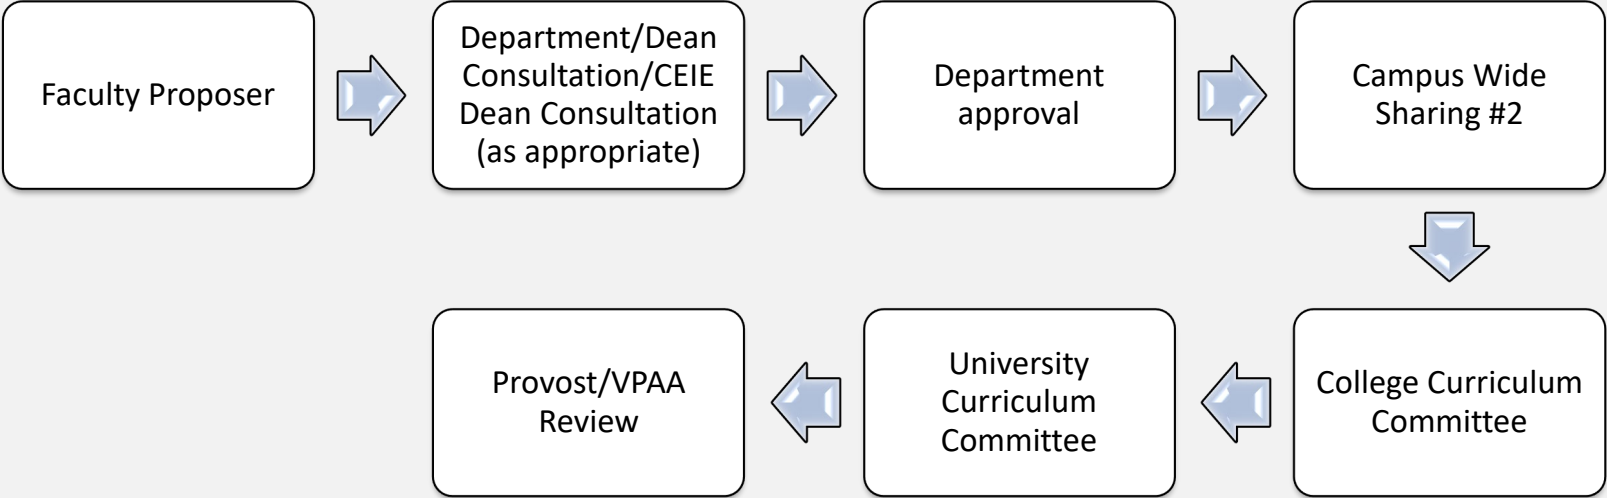 Faculty Proposer
Department/Dean
Consultation/CEIE
Dean Consultation
(as appropriate)
Department
approval
Campus Wide
Sharing #2
College Curriculum
Committee
University
Curriculum
Committee
Provost/VPAA
Review